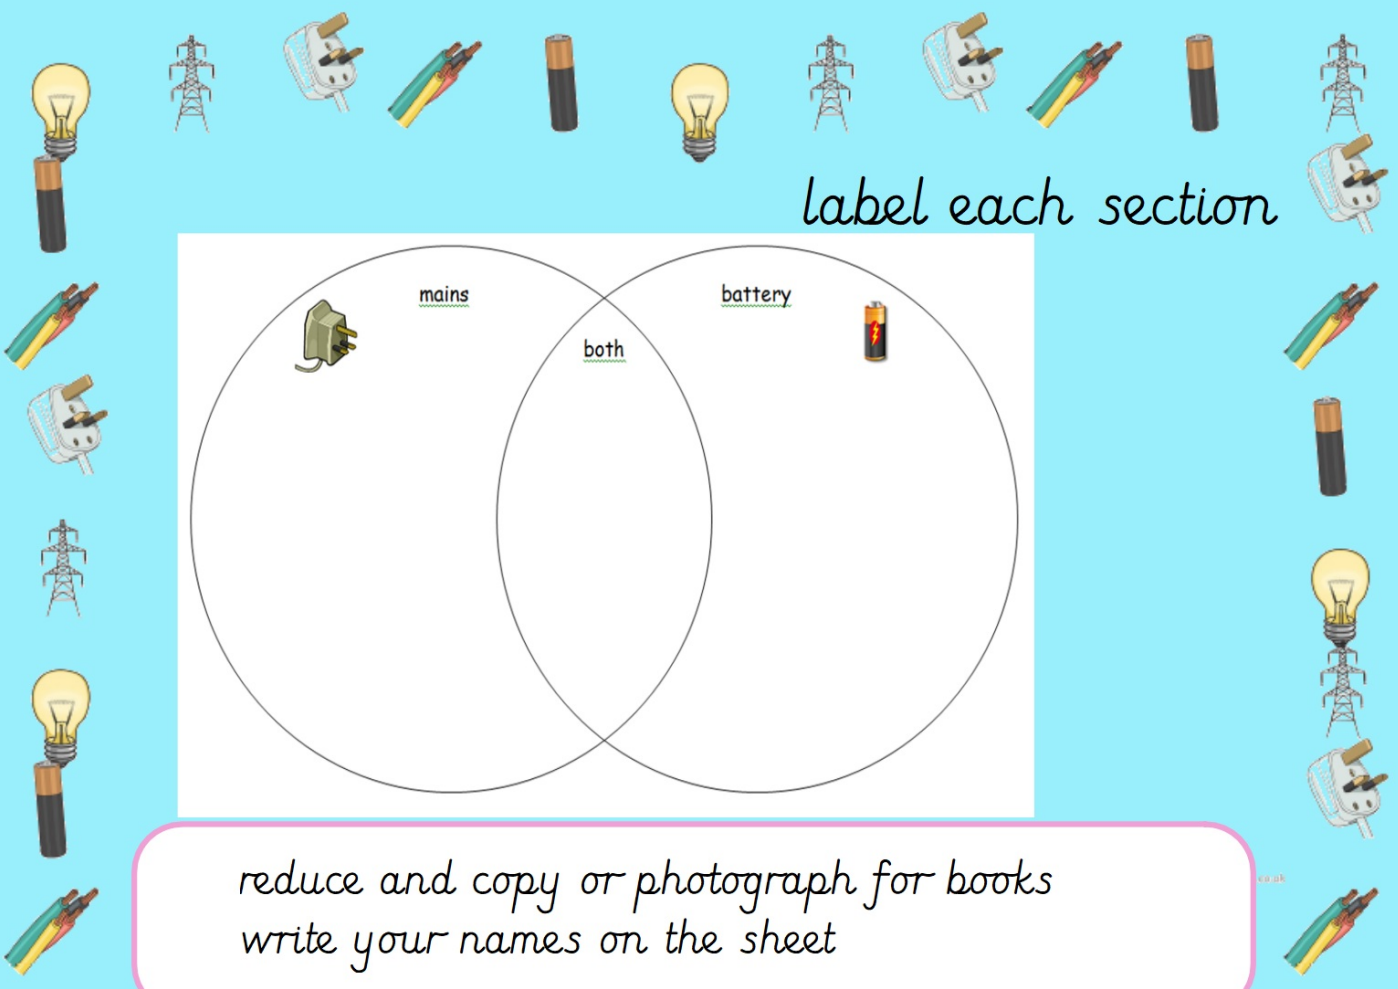 label each section
mains
battery
both
reduce and copy or photograph for books
write your names on the sheet